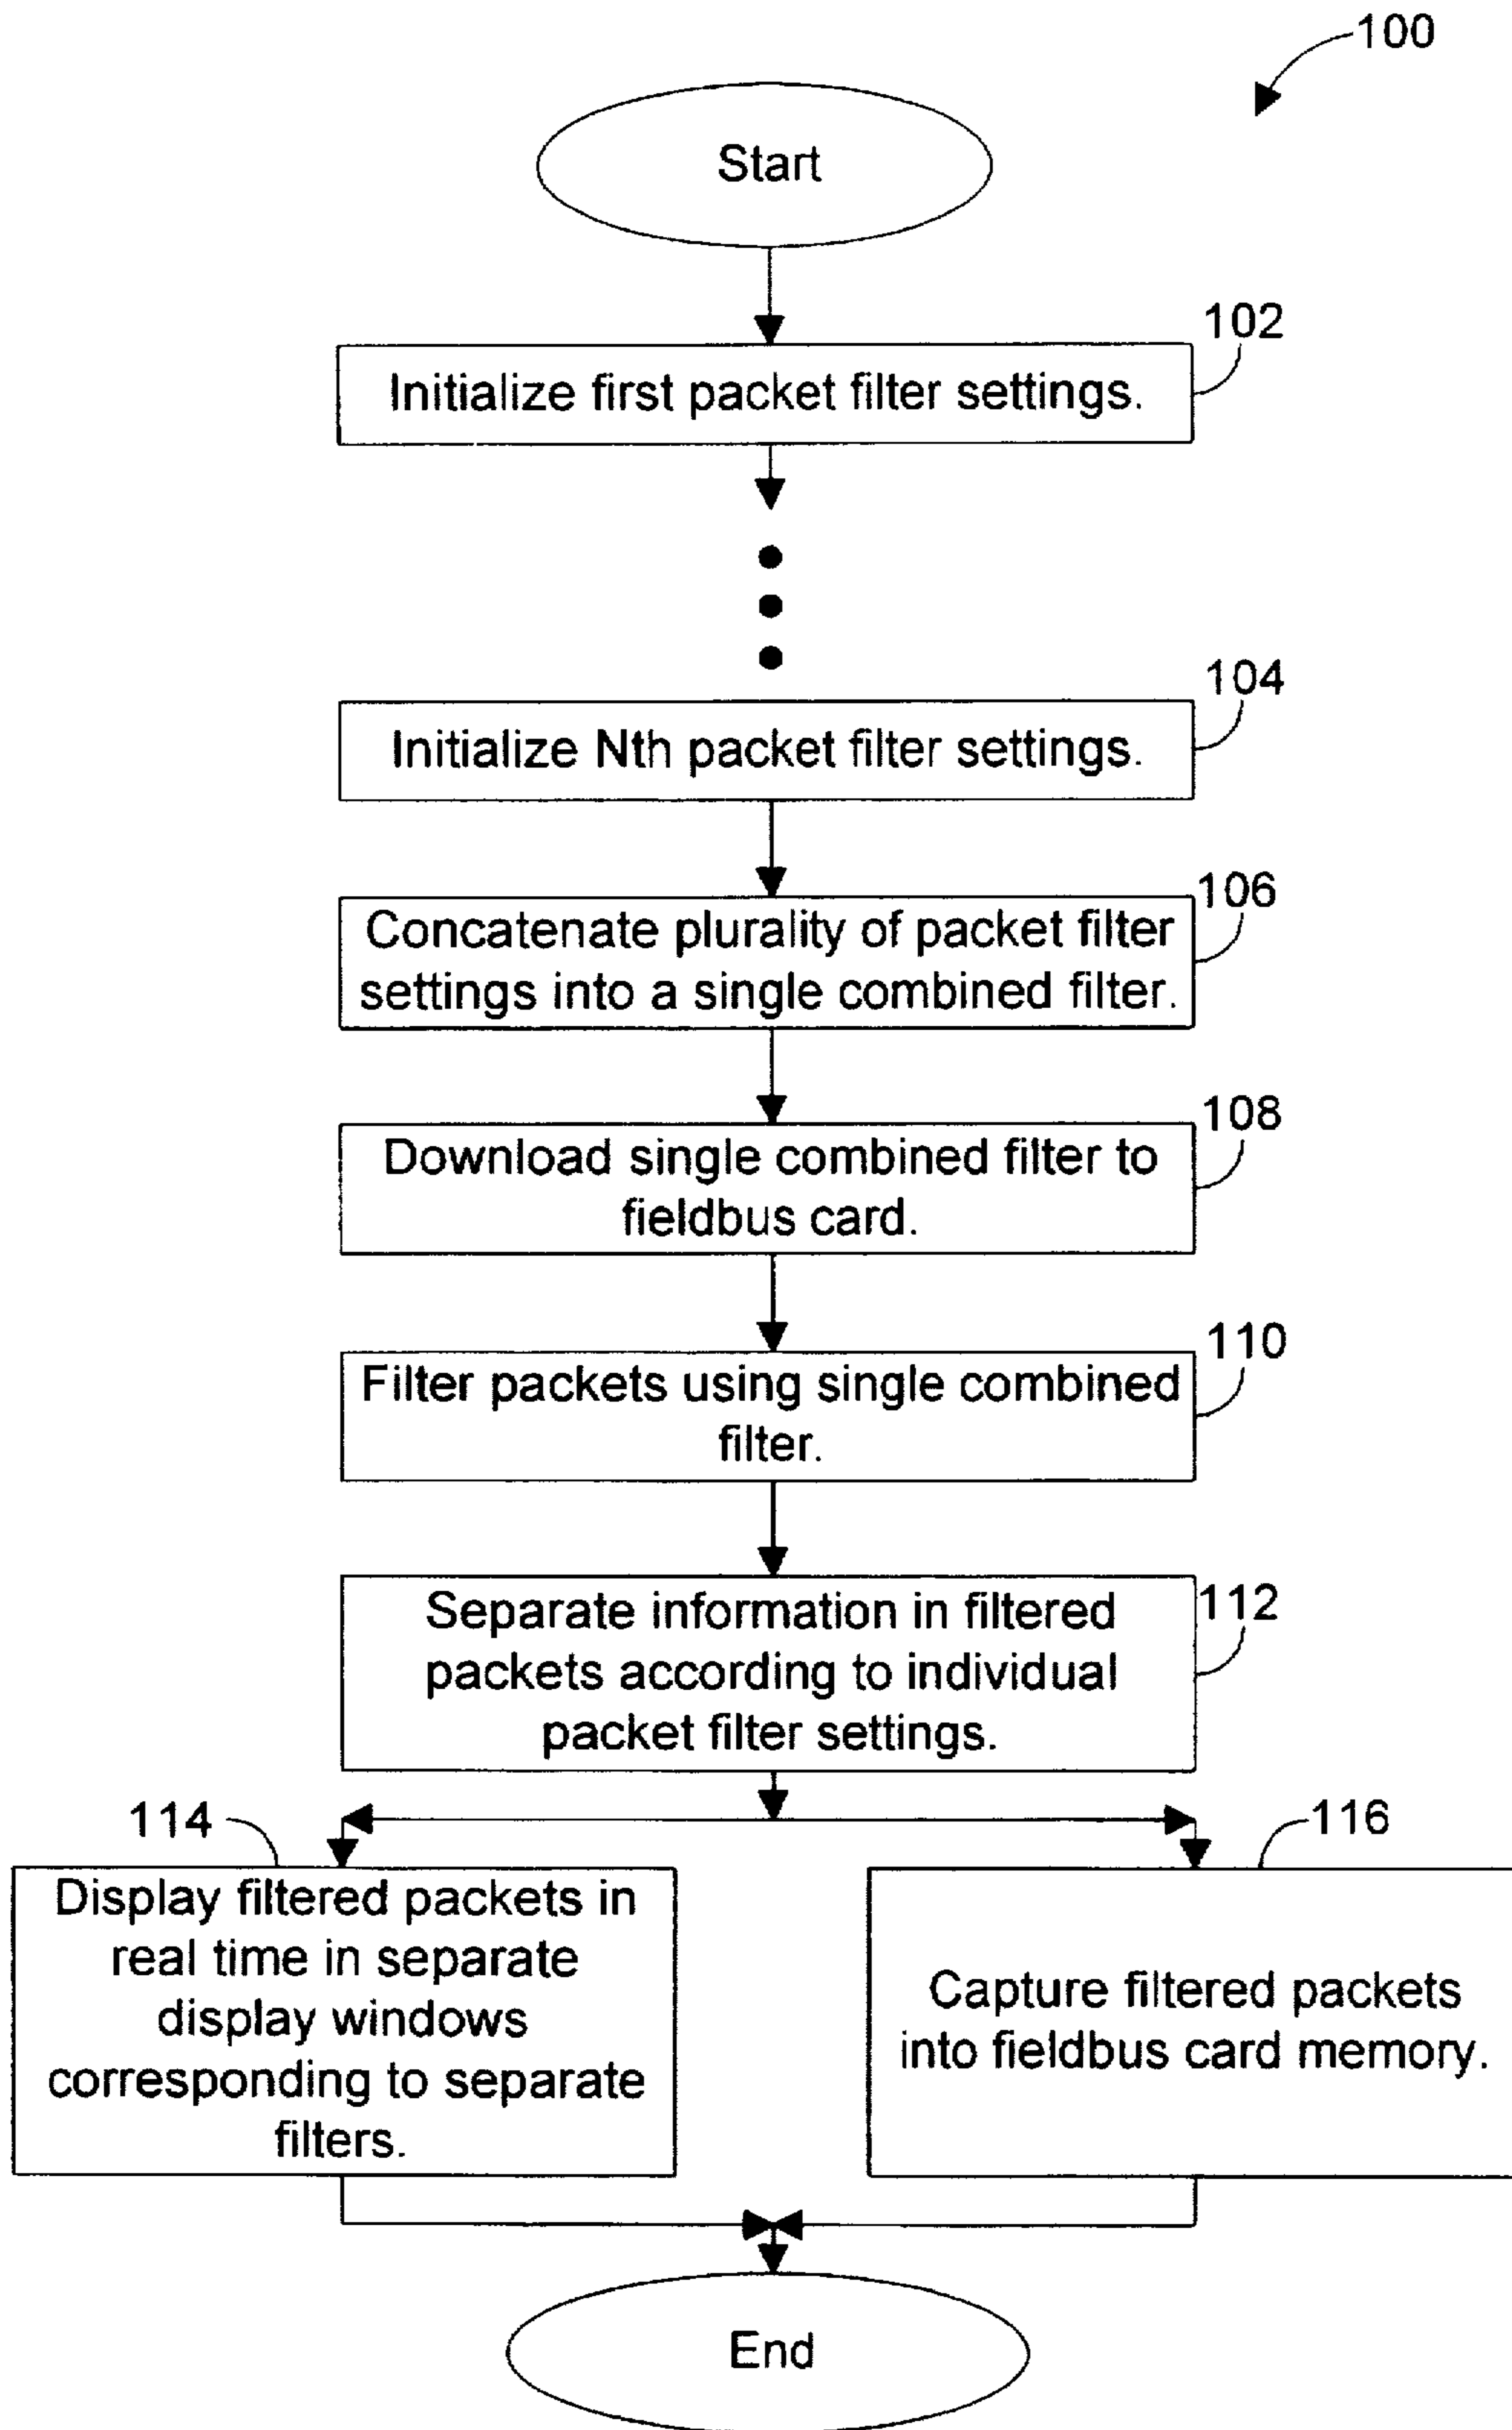 100
Start
102
Initialize first packet filter settings.
104
Initialize Nth packet filter settings.
106
Concatenate plurality of packet filter
settings into a single combined filter.
108
Download single combined filter to
fieldbus card.
110
Filter packets using single combined
filter.
112
Separate information in filtered
packets according to individual
packet filter settings.
114
Display filtered packets in
real time in separate
display windows
corresponding to separate
filters.
116
Capture filtered packets
into fieldbus card memory.
End